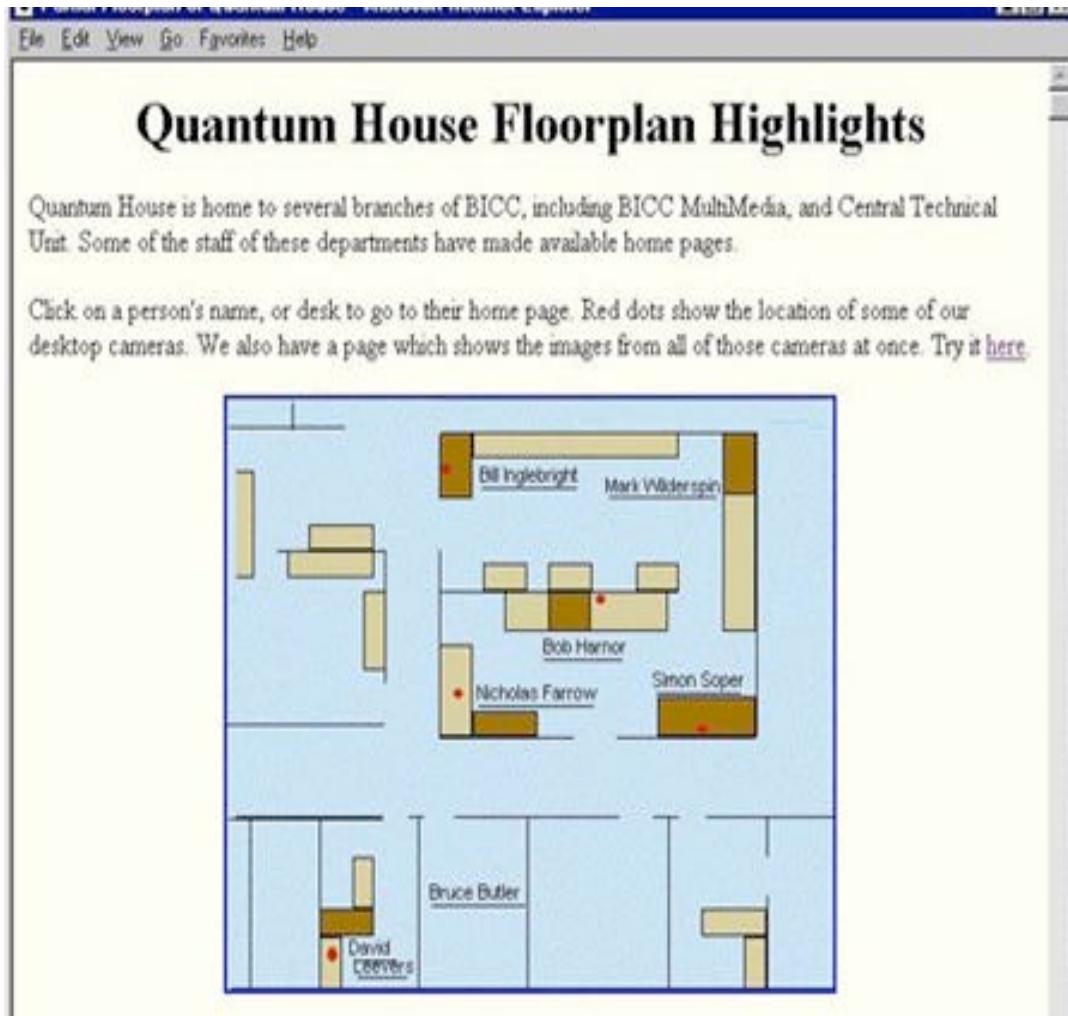 File Edit View Go Favorites Help
Quantum House Floorplan Highlights
Quantum House is home to several branches of BICC, including BICC MultiMedia, and Central Technical
Unit. Some of the staff of these departments have made available home pages.
Click on a person's name, or desk to go to their home page. Red dots show the location of some of our
desktop cameras. We also have a page which shows the images from all of those cameras at once. Try it here.
Bill Inglebright
Mark Wilderspin
Bob Harnor
Simon Soper
Nicholas Farrow
Bruce Butler
David
Leevers